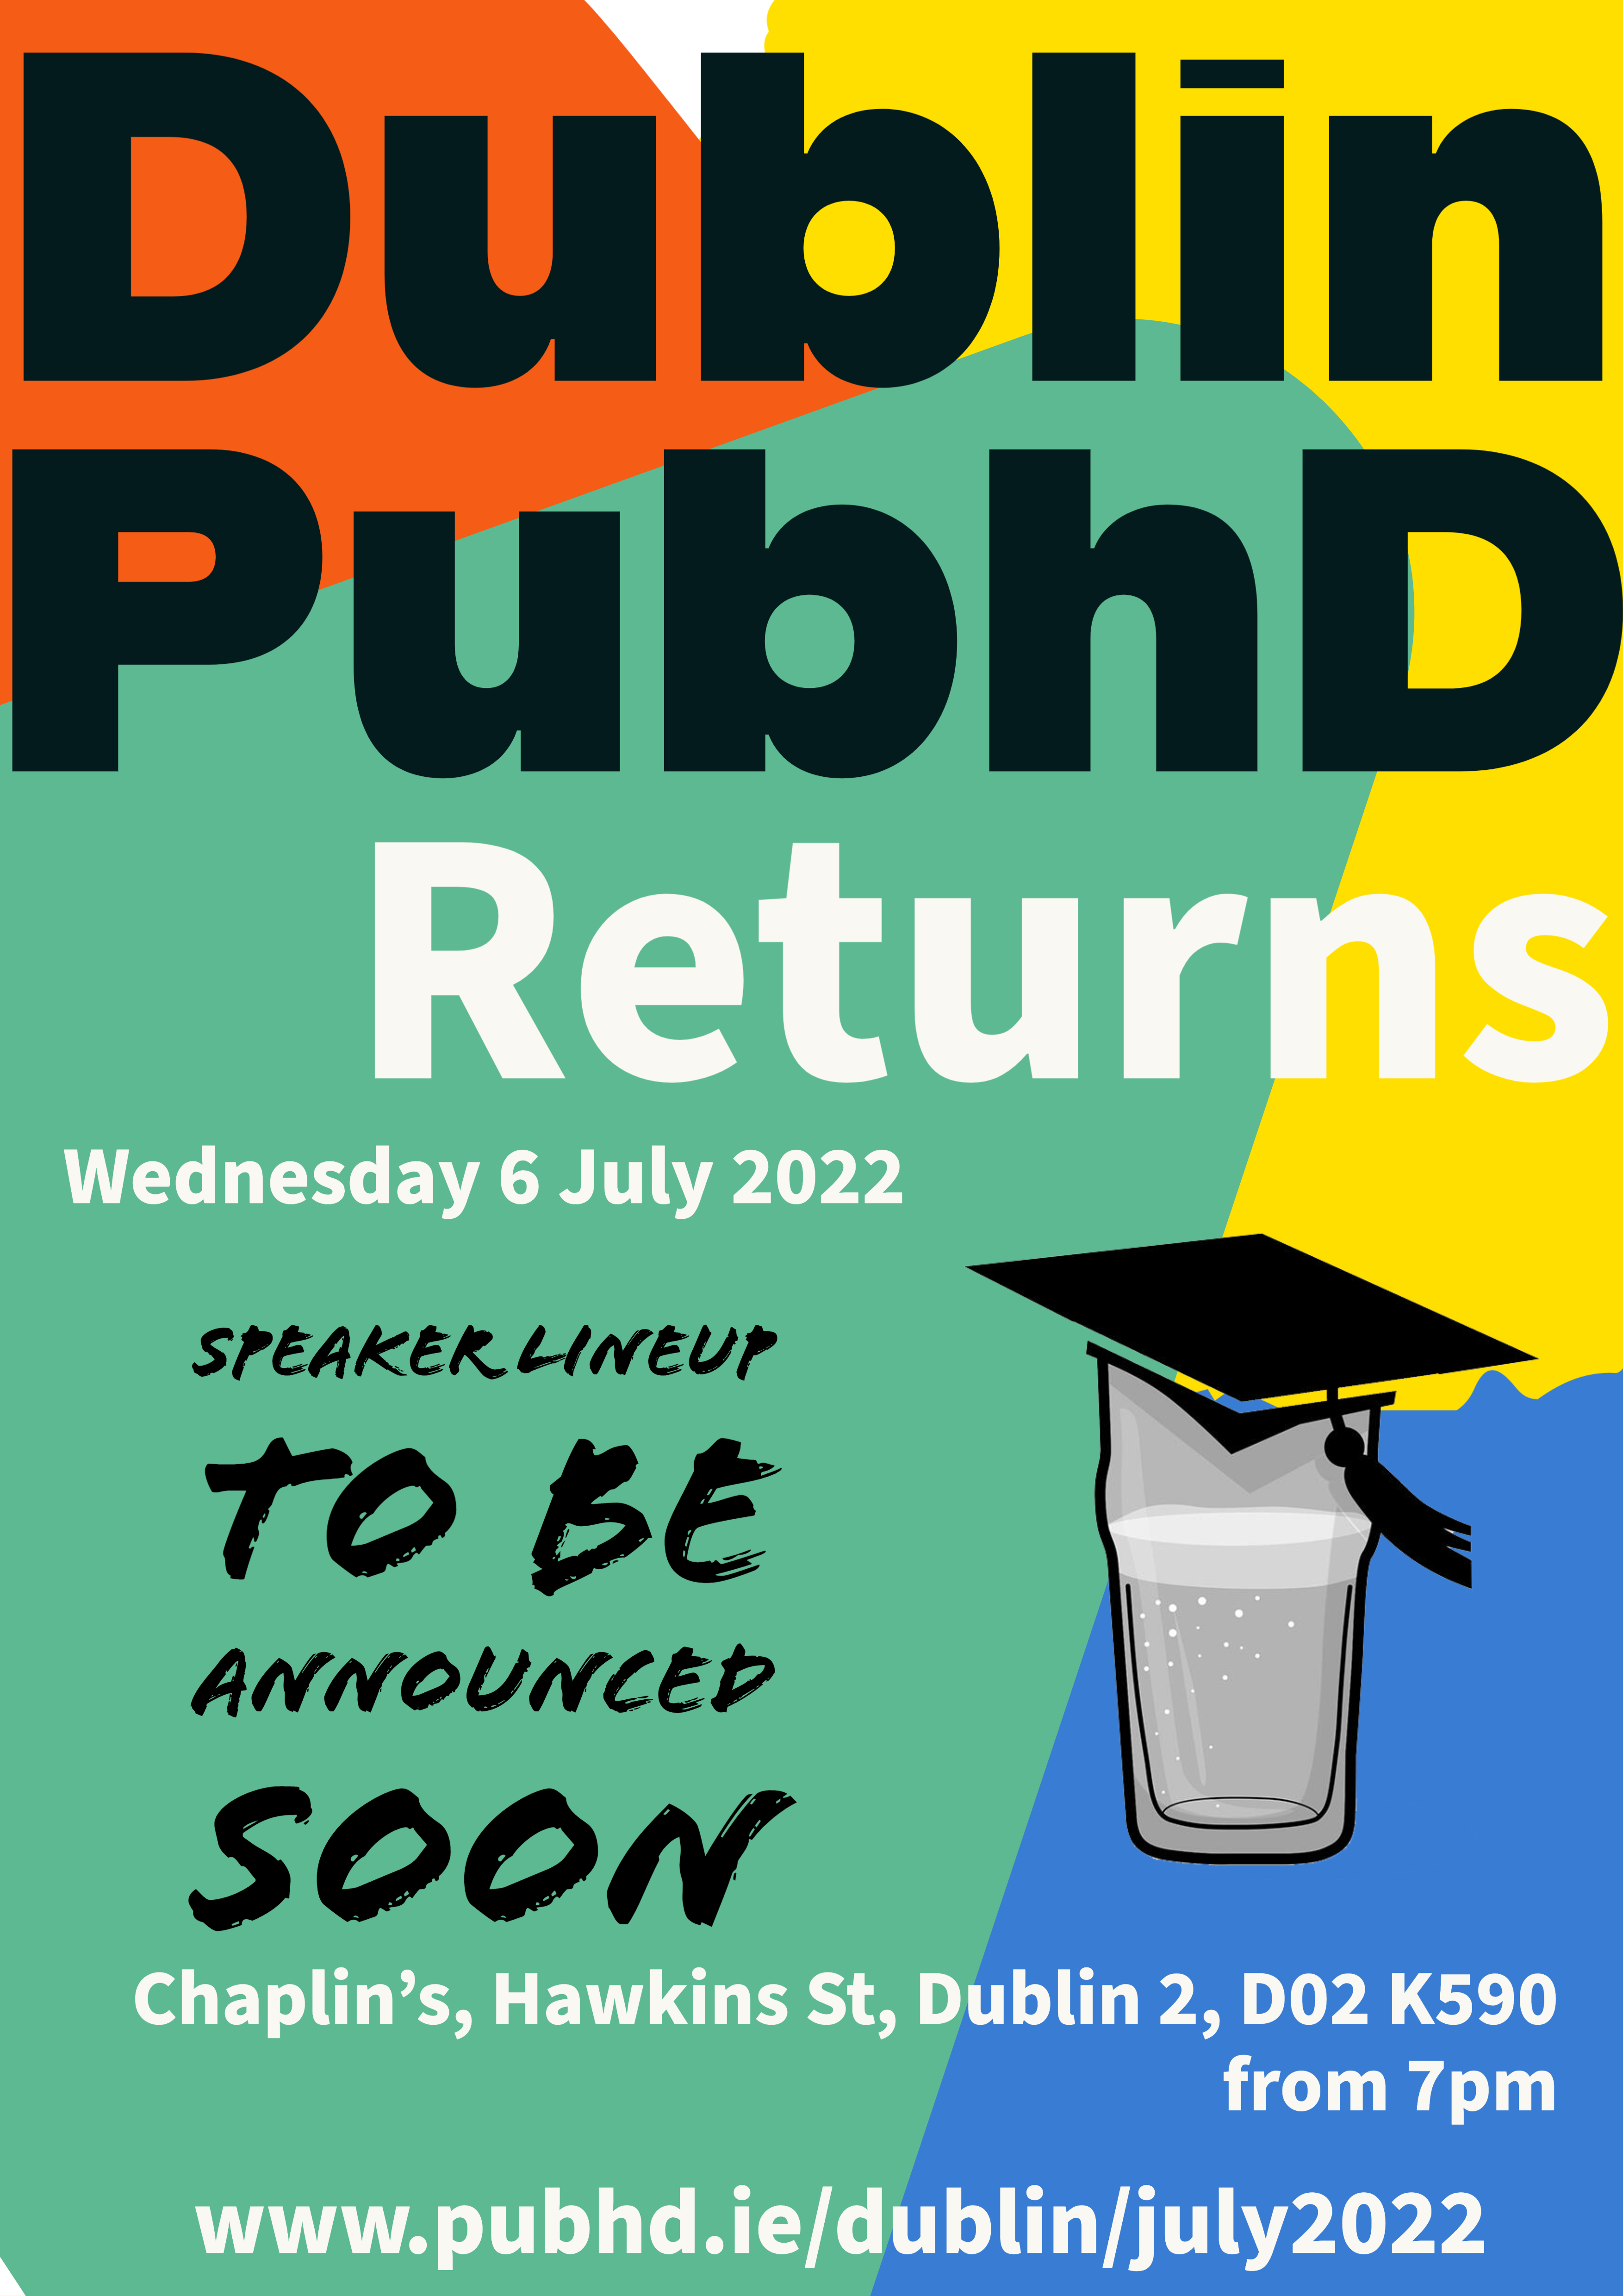 Dublin
PubhD
Returns
Wednesday 6 July 2022
SPEAKER LINEUP
TO BE
ANNOUNCED
SOON
Chaplin’s, Hawkins St, Dublin 2, D02 K590
from 7pm
www.pubhd.ie/dublin/july2022